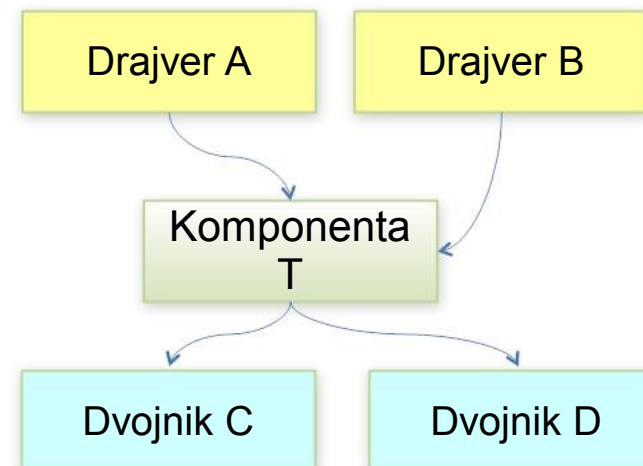 Drajver A
Drajver B
Komponenta
T
Dvojnik C
Dvojnik D